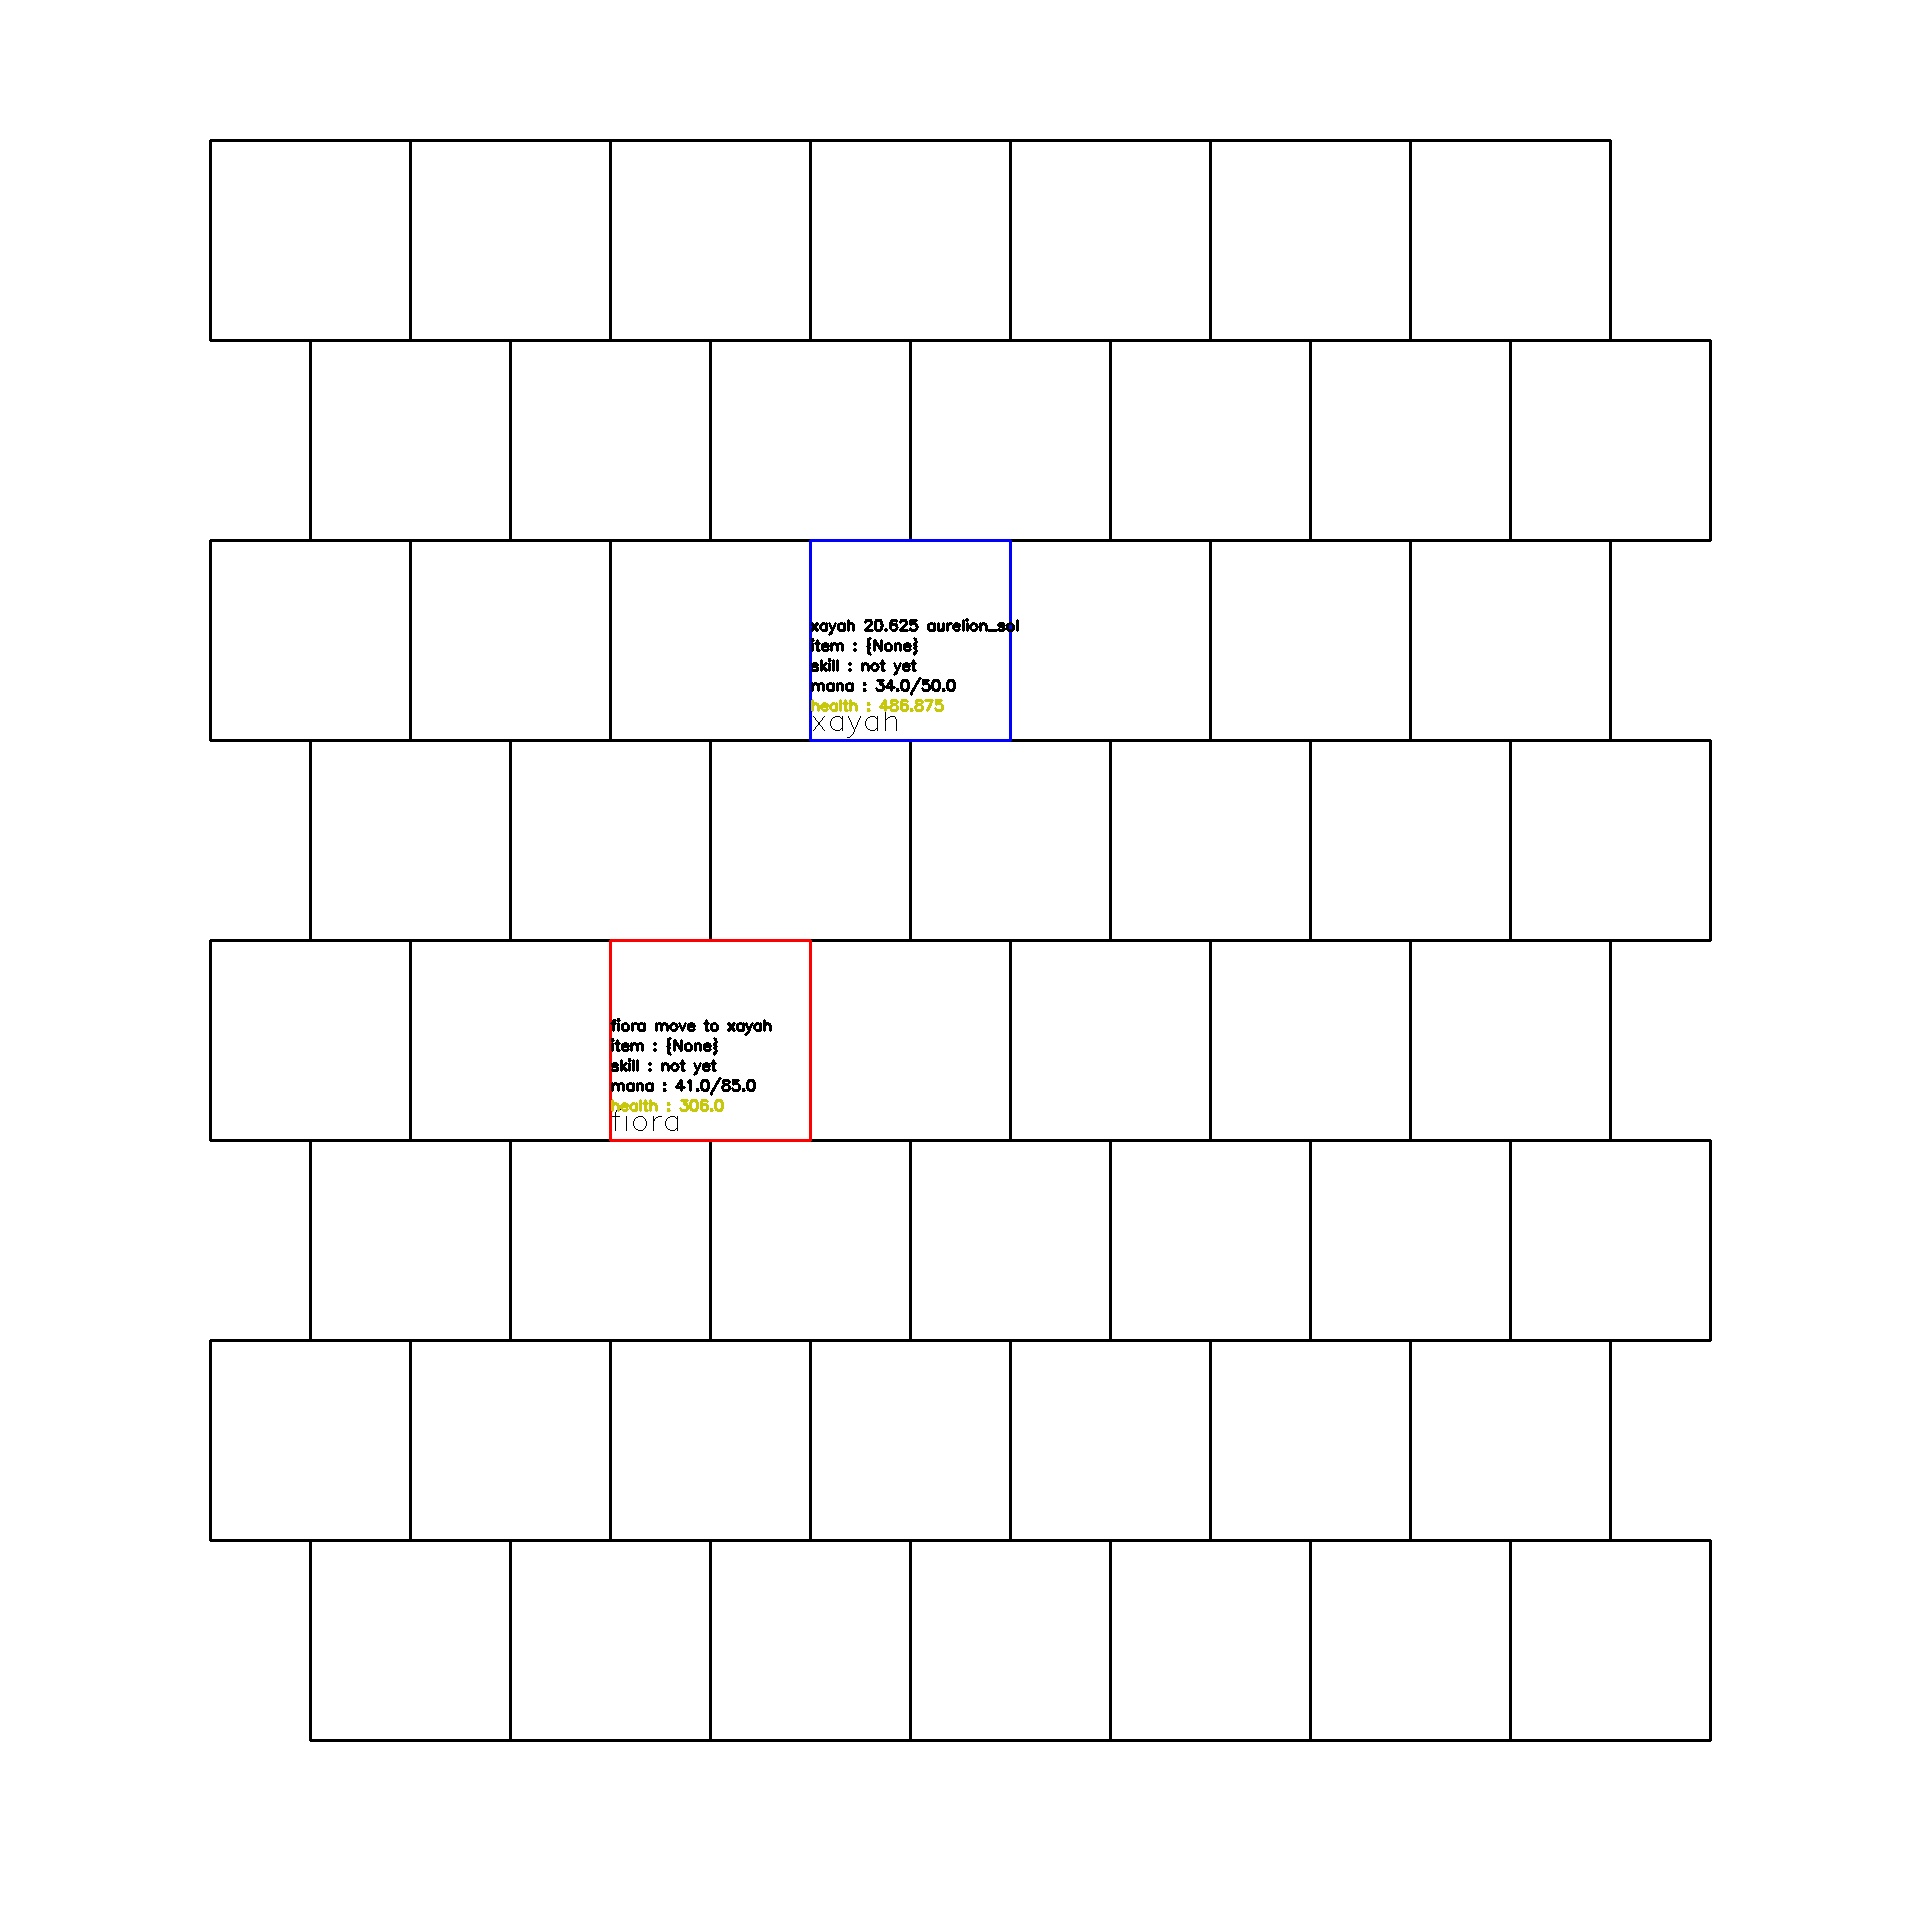 xayah 20.625 aurelion_sol
item : {None}
skill : not yet
mana : 34.0/50.0
health : 486.875
xayah
fiora move to xayah
item : {None}
skill : not yet
mana : 41.0/85.0
health : 306.0
fiora